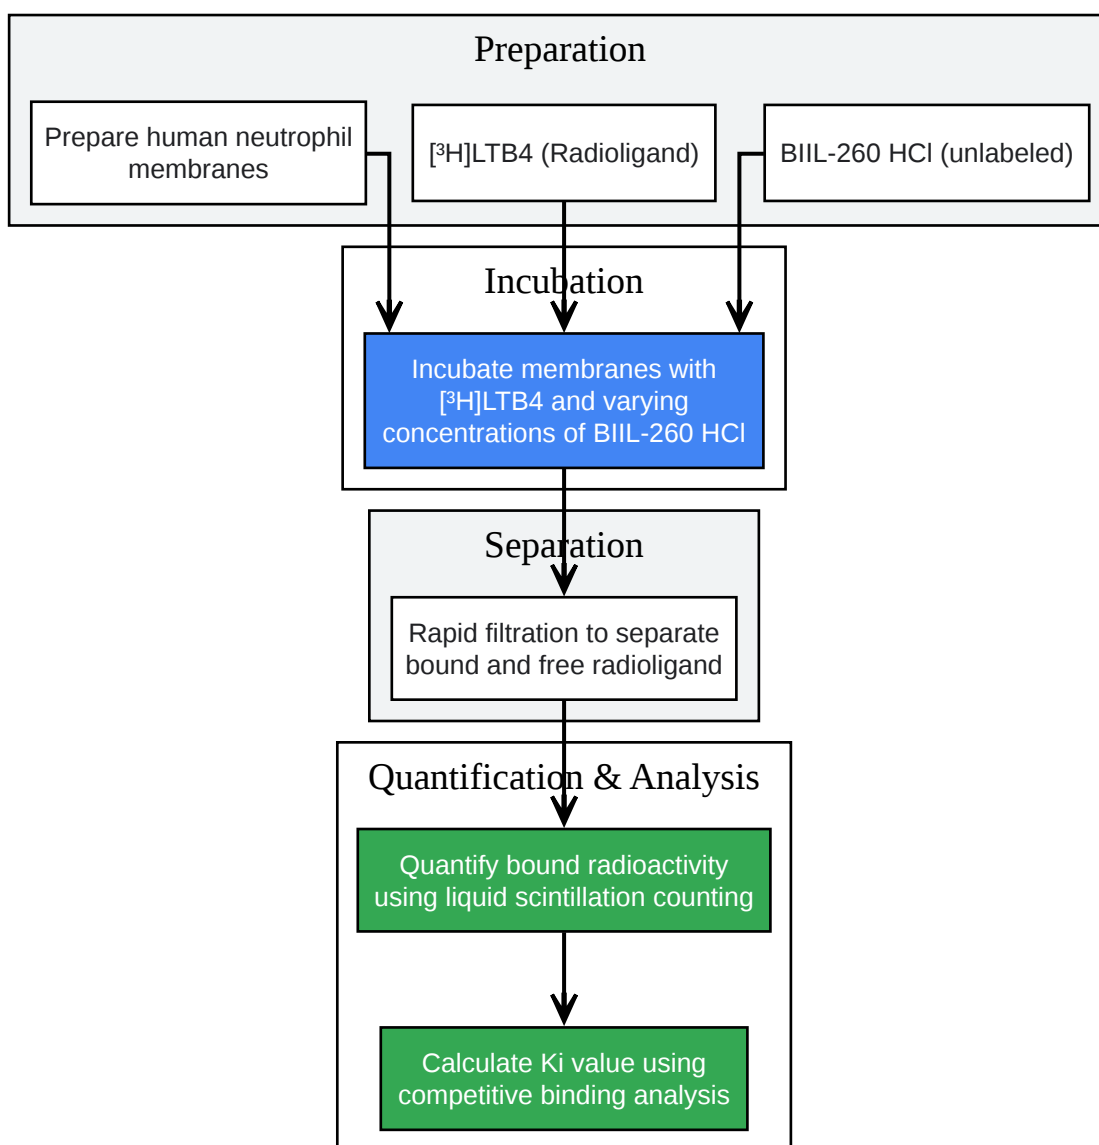 Preparation
Prepare human neutrophil
membranes
[³H]LTB4 (Radioligand)
BIIL-260 HCl (unlabeled)
Incubation
Incubate membranes with
[³H]LTB4 and varying
concentrations of BIIL-260 HCl
Separation
Rapid filtration to separate
bound and free radioligand
Quantification & Analysis
Quantify bound radioactivity
using liquid scintillation counting
Calculate Ki value using
competitive binding analysis